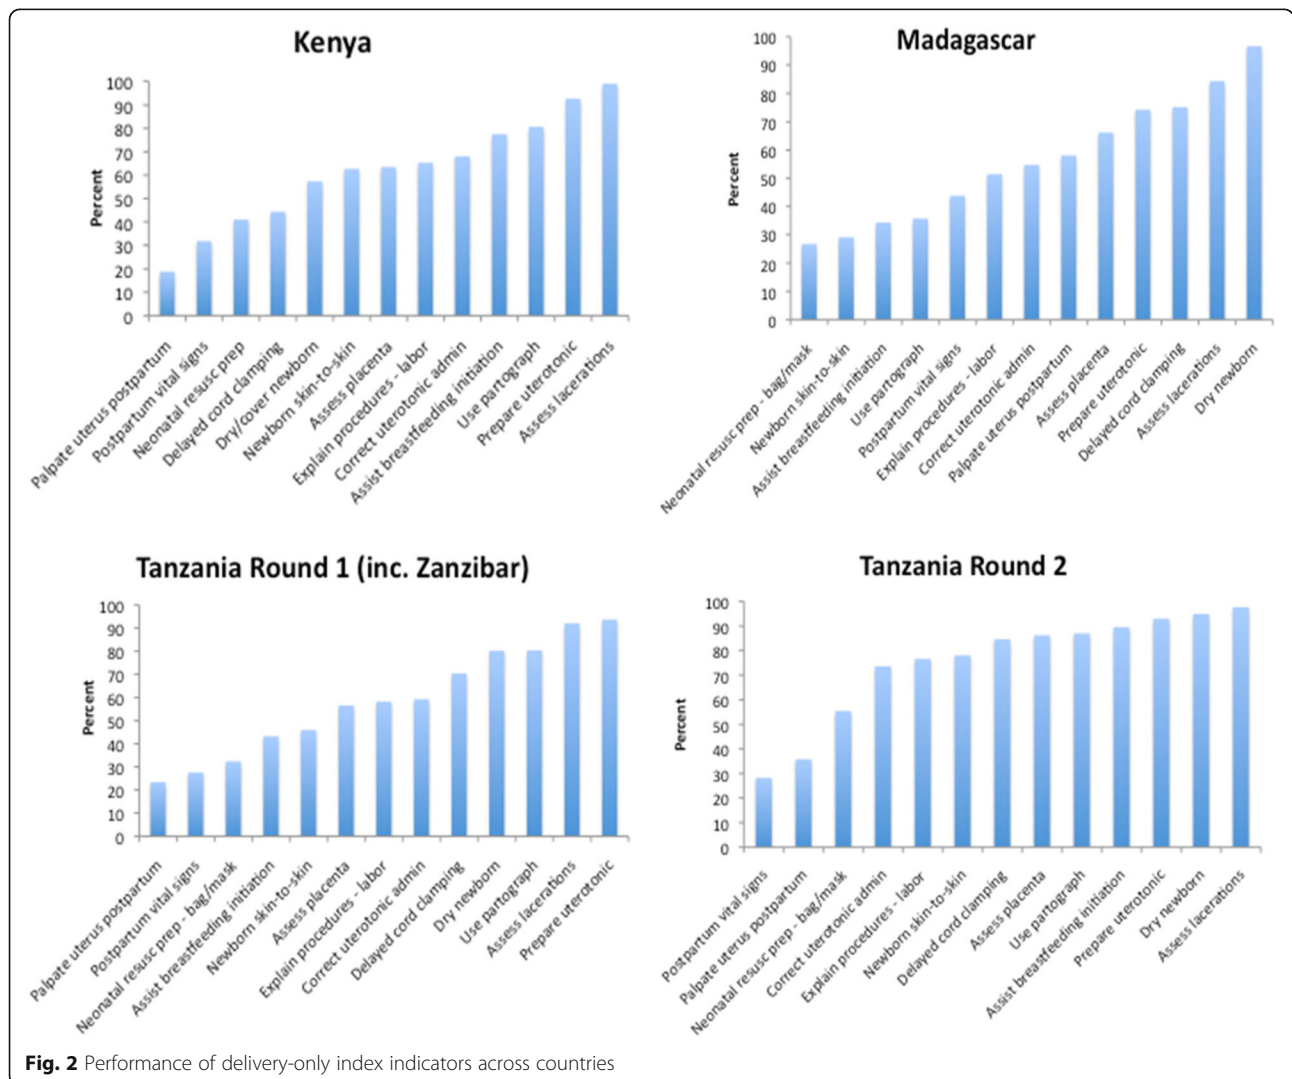 Kenya
Percent
100
90
80
70
60
50
40
30
20
10
0
Palpate uterus postpartum
Postpartum vital signs
Neonatal resusc prep
Delayed cord clamping
Dry/cover newborn
Newborn skin-to-skin
Assess placenta
Explain procedures - labor
Correct uterotonic admin
Assist breastfeeding initiation
Use partograph
Prepare uterotonic
Assess lacerations
Madagascar
Percent
100
90
80
70
60
50
40
30
20
10
0
Neonatal resusc prep - bag/mask
Newborn skin-to-skin
Assist breastfeeding initiation
Use partograph
Postpartum vital signs
Explain procedures - labor
Correct uterotonic admin
Palpate uterus postpartum
Assess placenta
Prepare uterotonic
Delayed cord clamping
Assess lacerations
Dry newborn
Tanzania Round 1 (inc. Zanzibar)
Percent
100
90
80
70
60
50
40
30
20
10
0
Palpate uterus postpartum
Postpartum vital signs
Neonatal resusc prep - bag/mask
Assist breastfeeding initiation
Newborn skin-to-skin
Assess placenta
Explain procedures - labor
Correct uterotonic admin
Delayed cord clamping
Dry newborn
Use partograph
Assess lacerations
Prepare uterotonic
Tanzania Round 2
Percent
100
90
80
70
60
50
40
30
20
10
0
Postpartum vital signs
Palpate uterus postpartum
Neonatal resusc prep - bag/mask
Correct uterotonic admin
Explain procedures - labor
Newborn skin-to-skin
Delayed cord clamping
Assess placenta
Use partograph
Assist breastfeeding initiation
Prepare uterotonic
Dry newborn
Assess lacerations
Fig. 2 Performance of delivery-only index indicators across countries